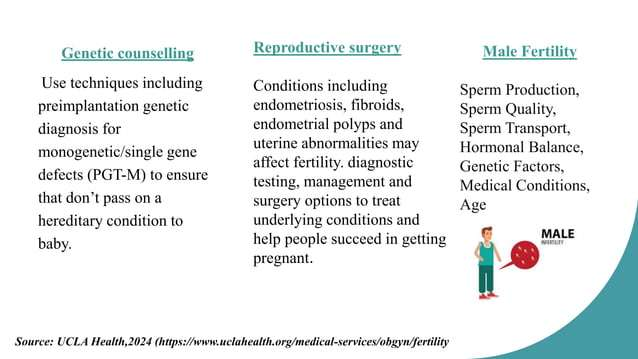 Genetic counselling
Use techniques including
preimplantation genetic
diagnosis for
monogenetic/single gene
defects (PGT-M) to ensure
that don’t pass on a
hereditary condition to
baby.
Reproductive surgery
Conditions including
endometriosis, fibroids,
endometrial polyps and
uterine abnormalities may
affect fertility. diagnostic
testing, management and
surgery options to treat
underlying conditions and
help people succeed in getting
pregnant.
Male Fertility
Sperm Production,
Sperm Quality,
Sperm Transport,
Hormonal Balance,
Genetic Factors,
Medical Conditions,
Age
MALE
INFERTILITY
Source: UCLA Health,2024 (https://www.uclahealth.org/medical-services/obgyn/fertility